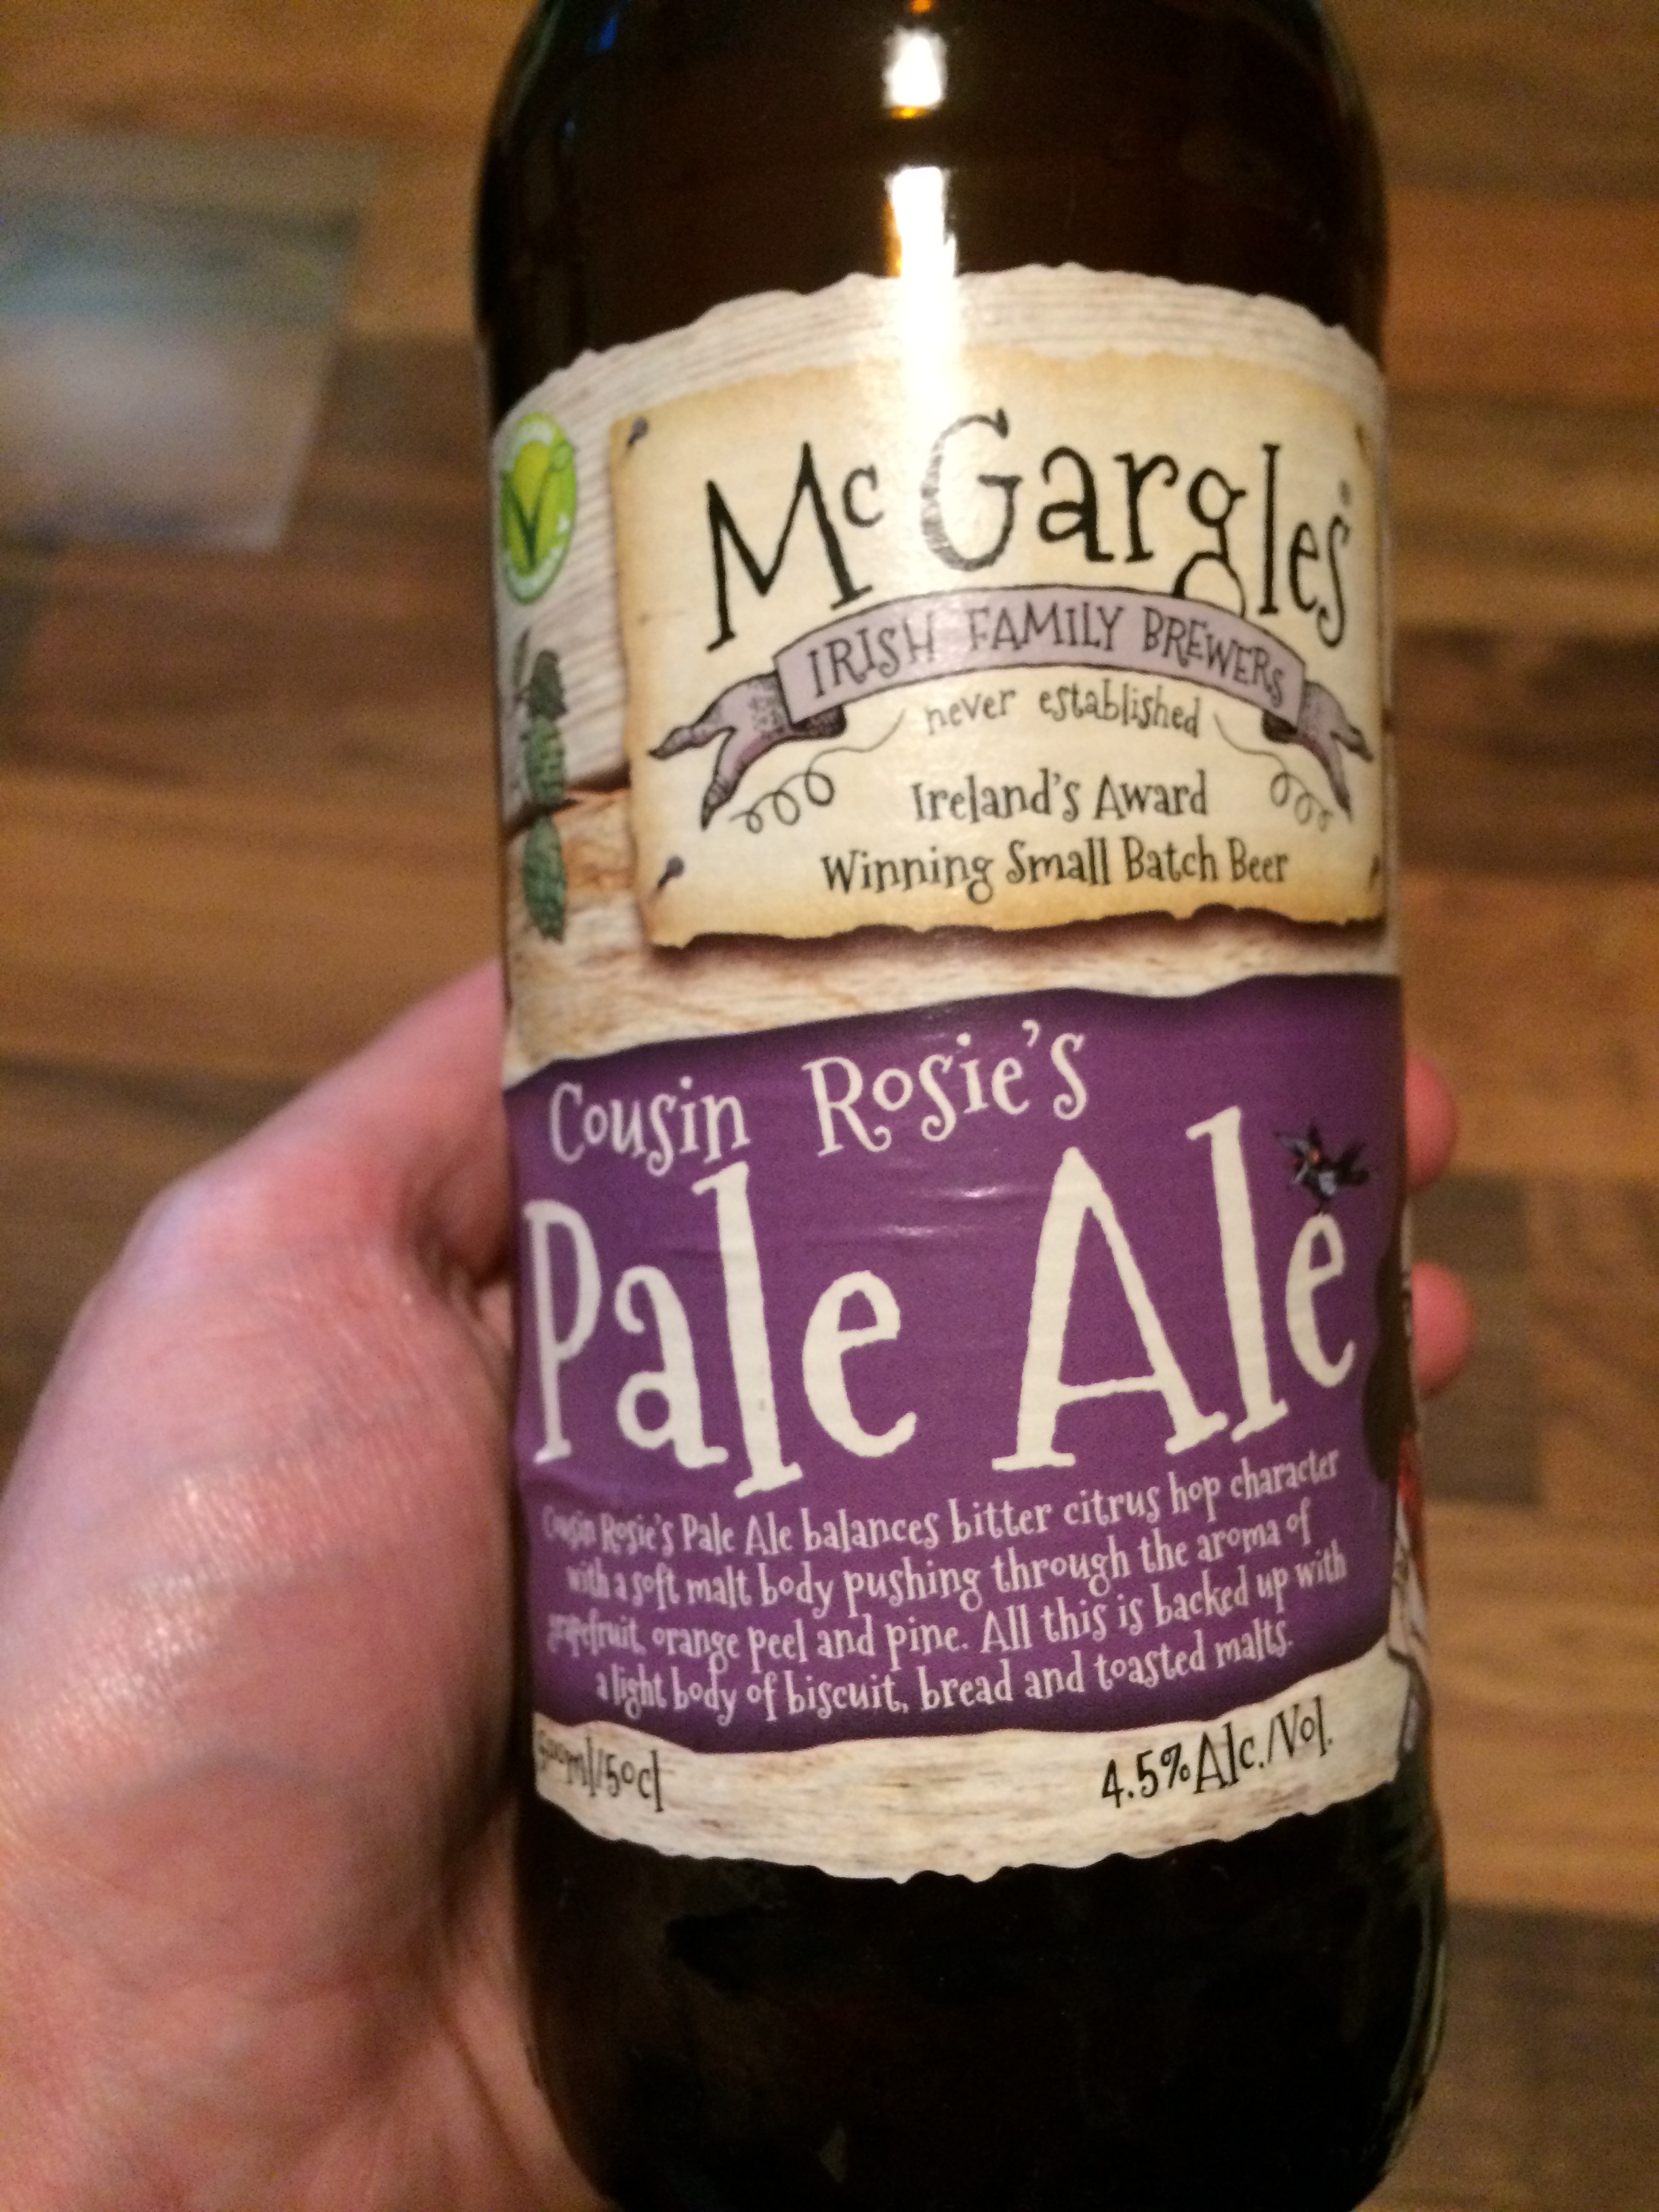 McGargles®
IRISH FAMILY BREWERS
never established
Ireland's Award
Winning Small Batch Beer
Cousin Rosie's
Pale Ale
Cousin Rosie's Pale Ale balances bitter citrus hop character
with a soft malt body pushing through the aroma of
grapefruit, orange peel and pine. All this is backed up with
a light body of biscuit, bread and toasted malts.
500ml/50cl
4.5%Alc./Vol.